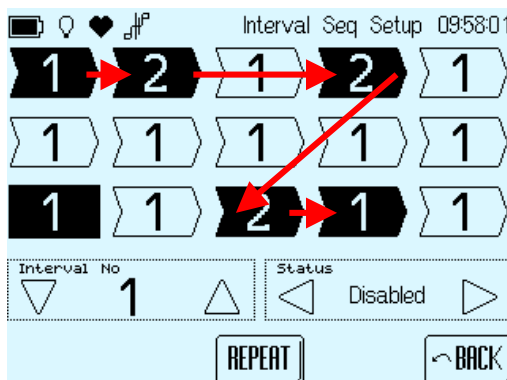 Interval Seq Setup 09:58:01
1 2 1 2 1
1 1 1 1 1
1 1 2 1 1
Interval No Status
1 Disabled
REPEAT BACK